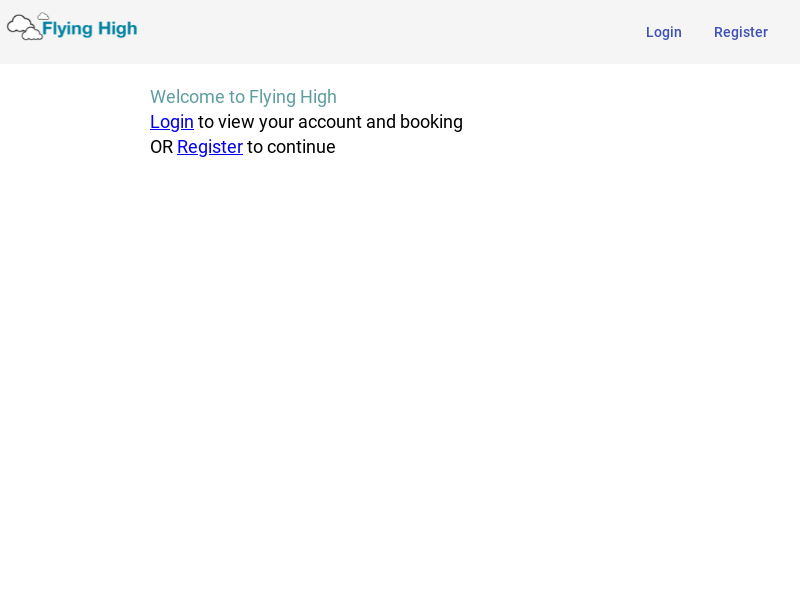 Flying High
Login
Register
Welcome to Flying High
Login to view your account and booking
OR Register to continue